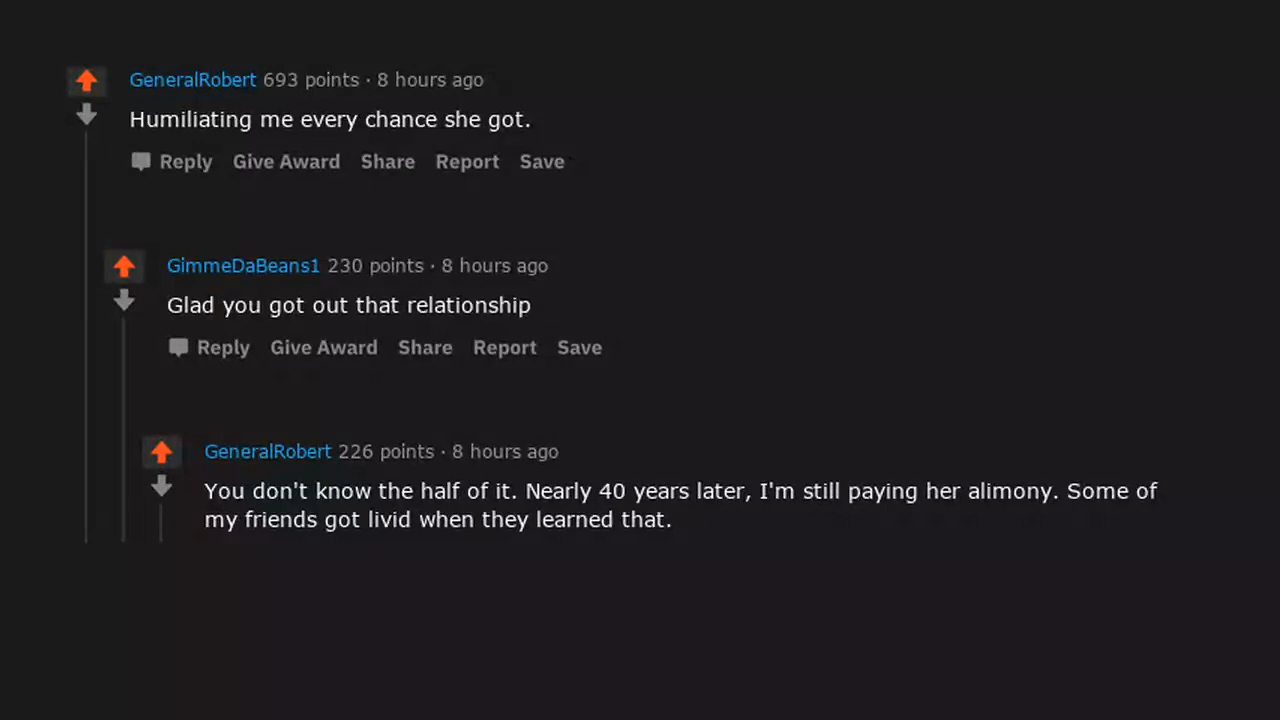 GeneralRobert 693 points · 8 hours ago
Humiliating me every chance she got.
Reply Give Award Share Report Save
GimmeDaBeans1 230 points · 8 hours ago
Glad you got out that relationship
Reply Give Award Share Report Save
GeneralRobert 226 points · 8 hours ago
You don't know the half of it. Nearly 40 years later, I'm still paying her alimony. Some of
my friends got livid when they learned that.